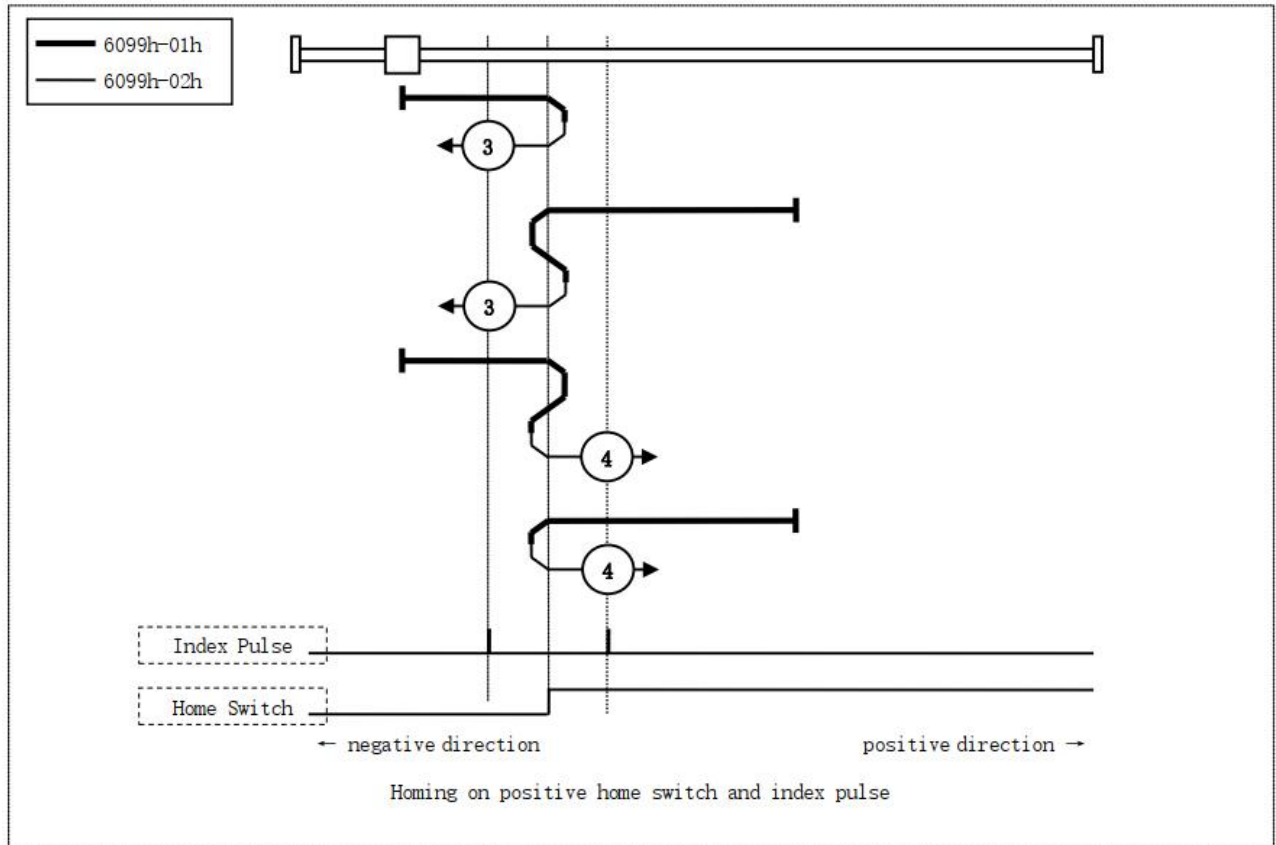 6099h-01h
6099h-02h
3
3
4
4
Index Pulse
Home Switch
← negative direction
positive direction →
Homing on positive home switch and index pulse